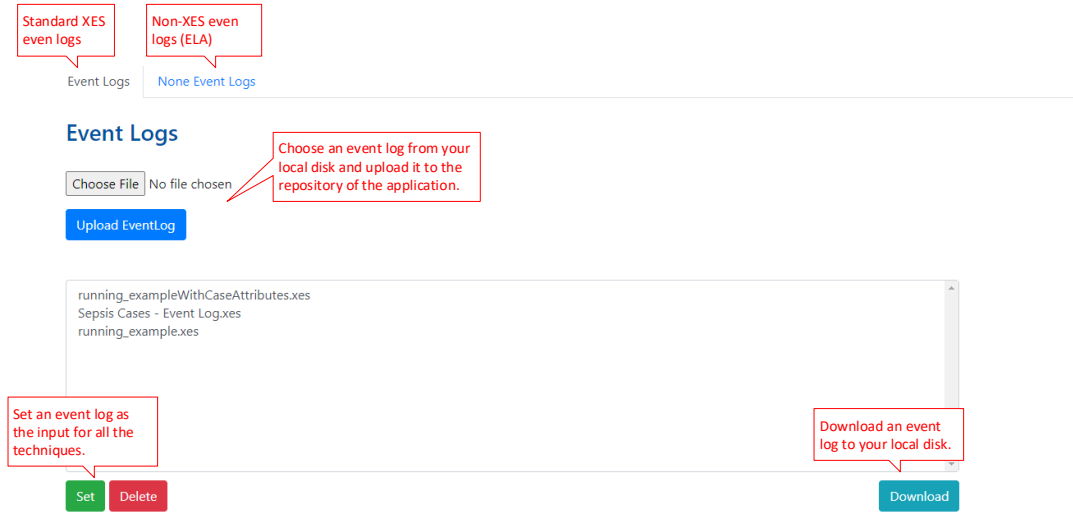 Standard XES
even logs
Non-XES even
logs (ELA)
Event Logs
None Event Logs
Event Logs
Choose an event log from your
local disk and upload it to the
repository of the application.
Choose File No file chosen
Upload EventLog
running_exampleWithCaseAttributes.xes
Sepsis Cases - Event Log.xes
running_example.xes
Set an event log as
the input for all the
techniques.
Download an event
log to your local disk.
Set
Delete
Download